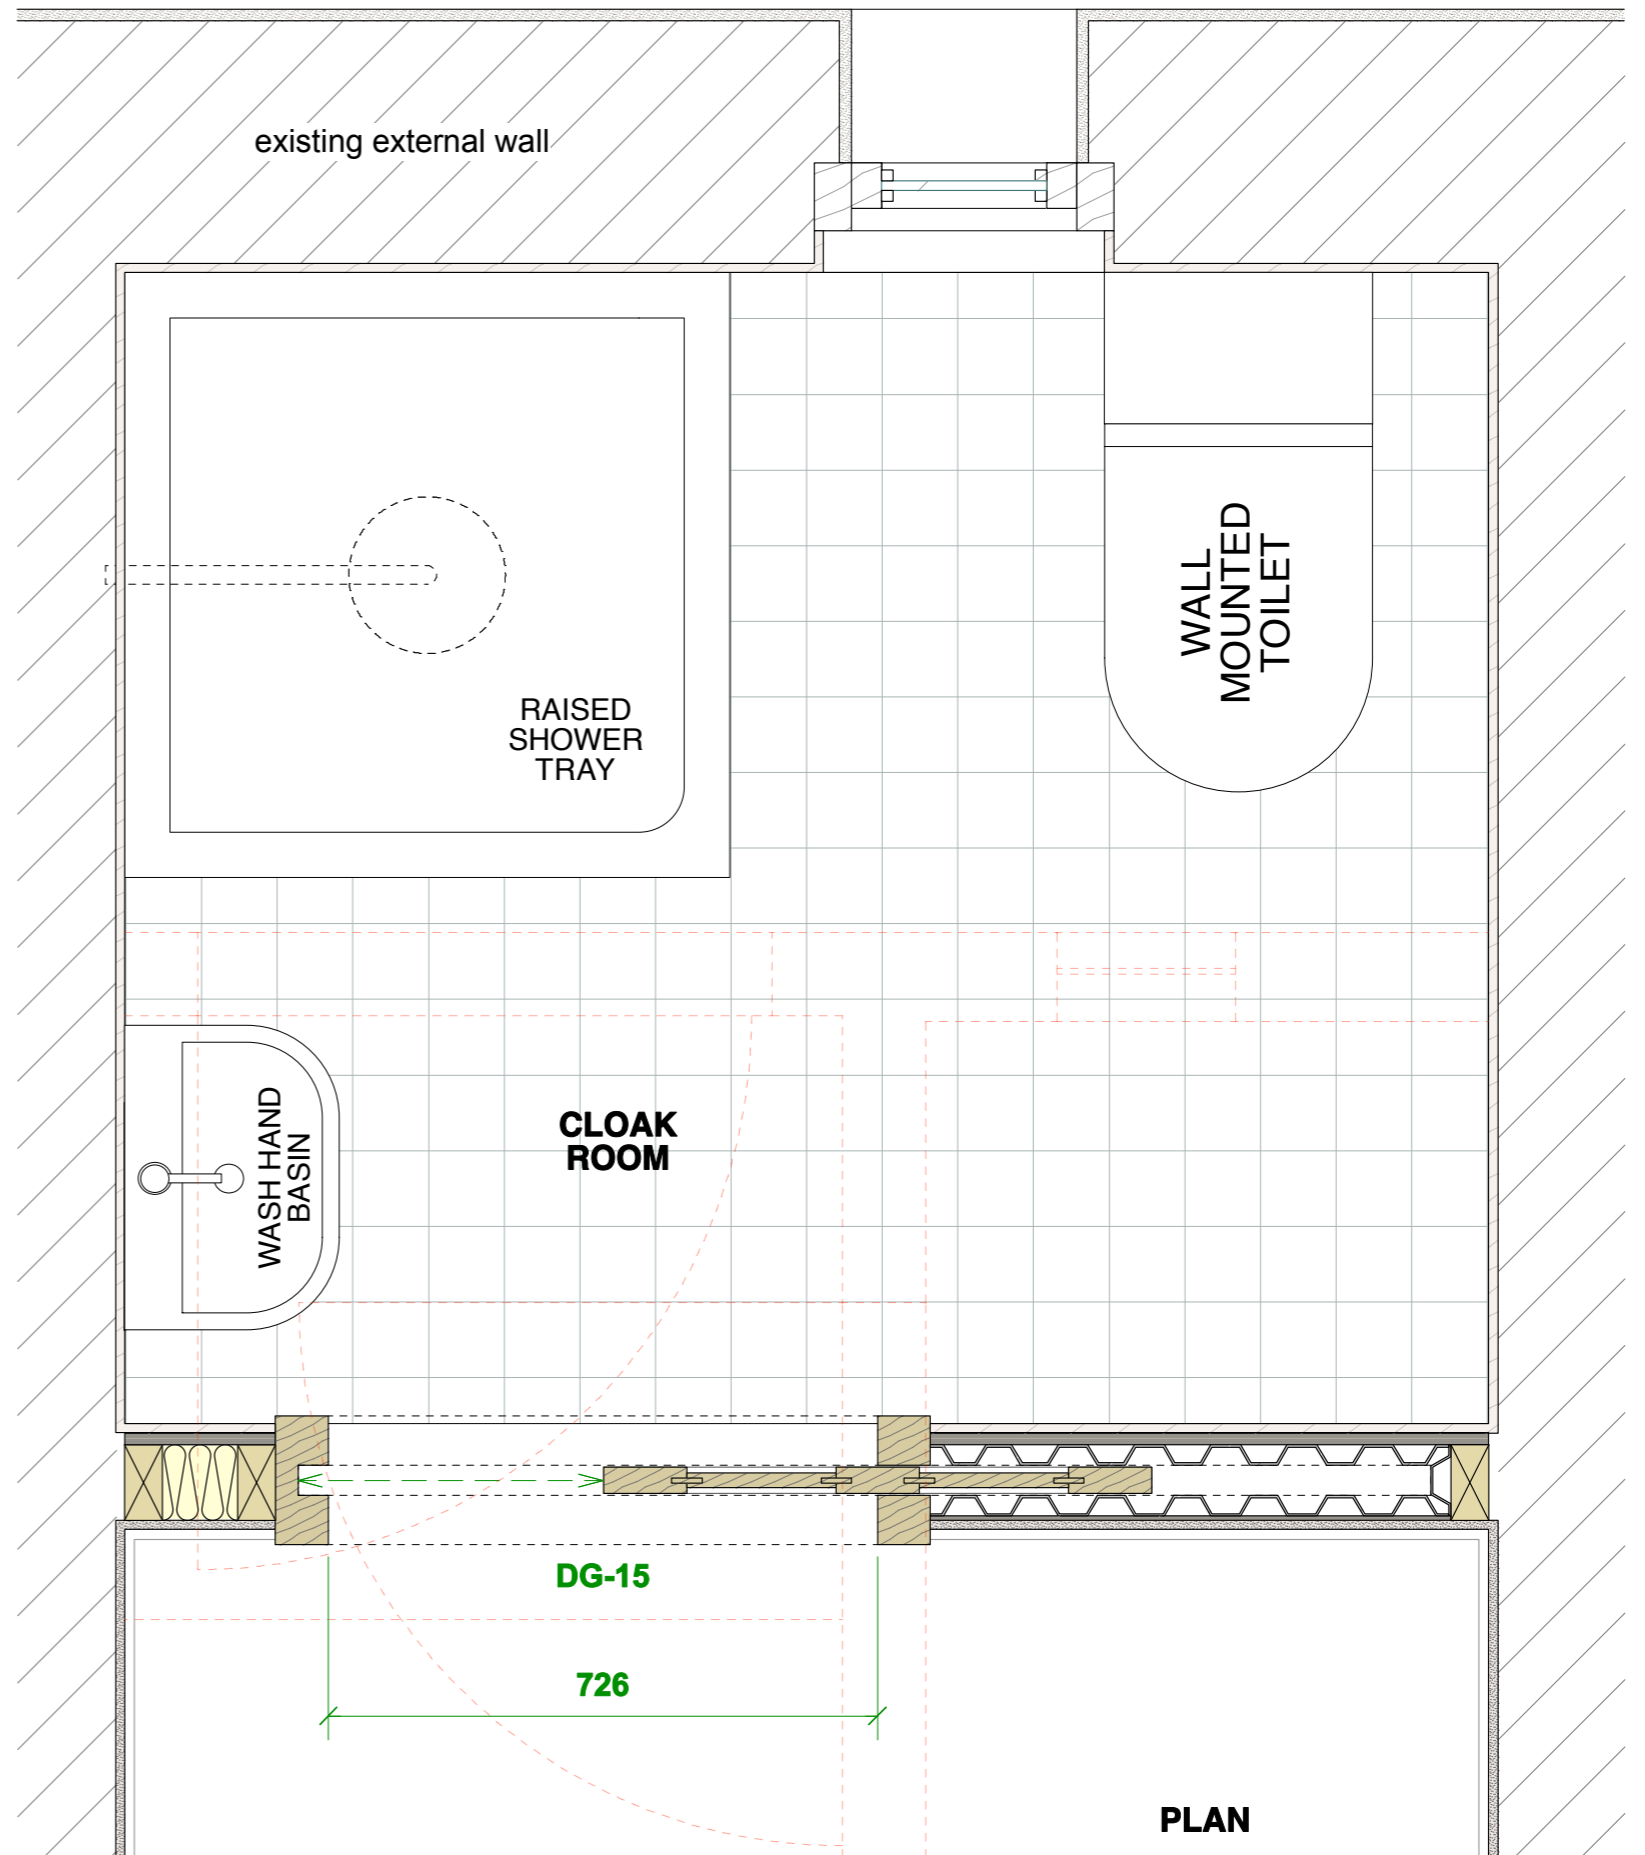 existing external wall
WALL
MOUNTED
TOILET
RAISED
SHOWER
TRAY
WASH HAND
BASIN
CLOAK
ROOM
DG-15
726
PLAN